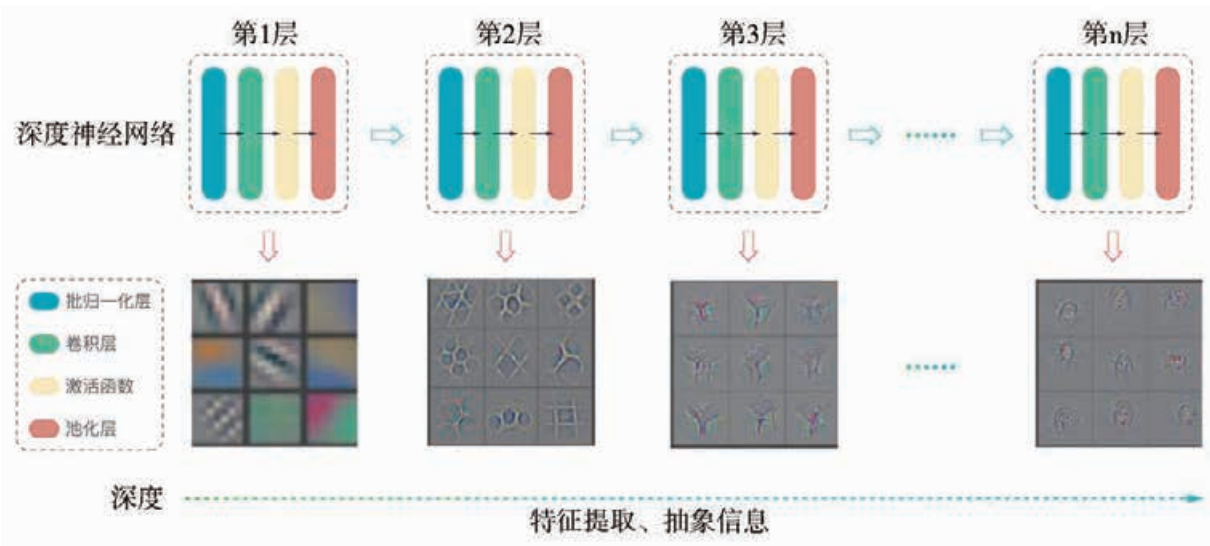 第1层
第2层
第3层
第n层
深度神经网络
批归一化层
卷积层
激活函数
池化层
深度
特征提取、抽象信息